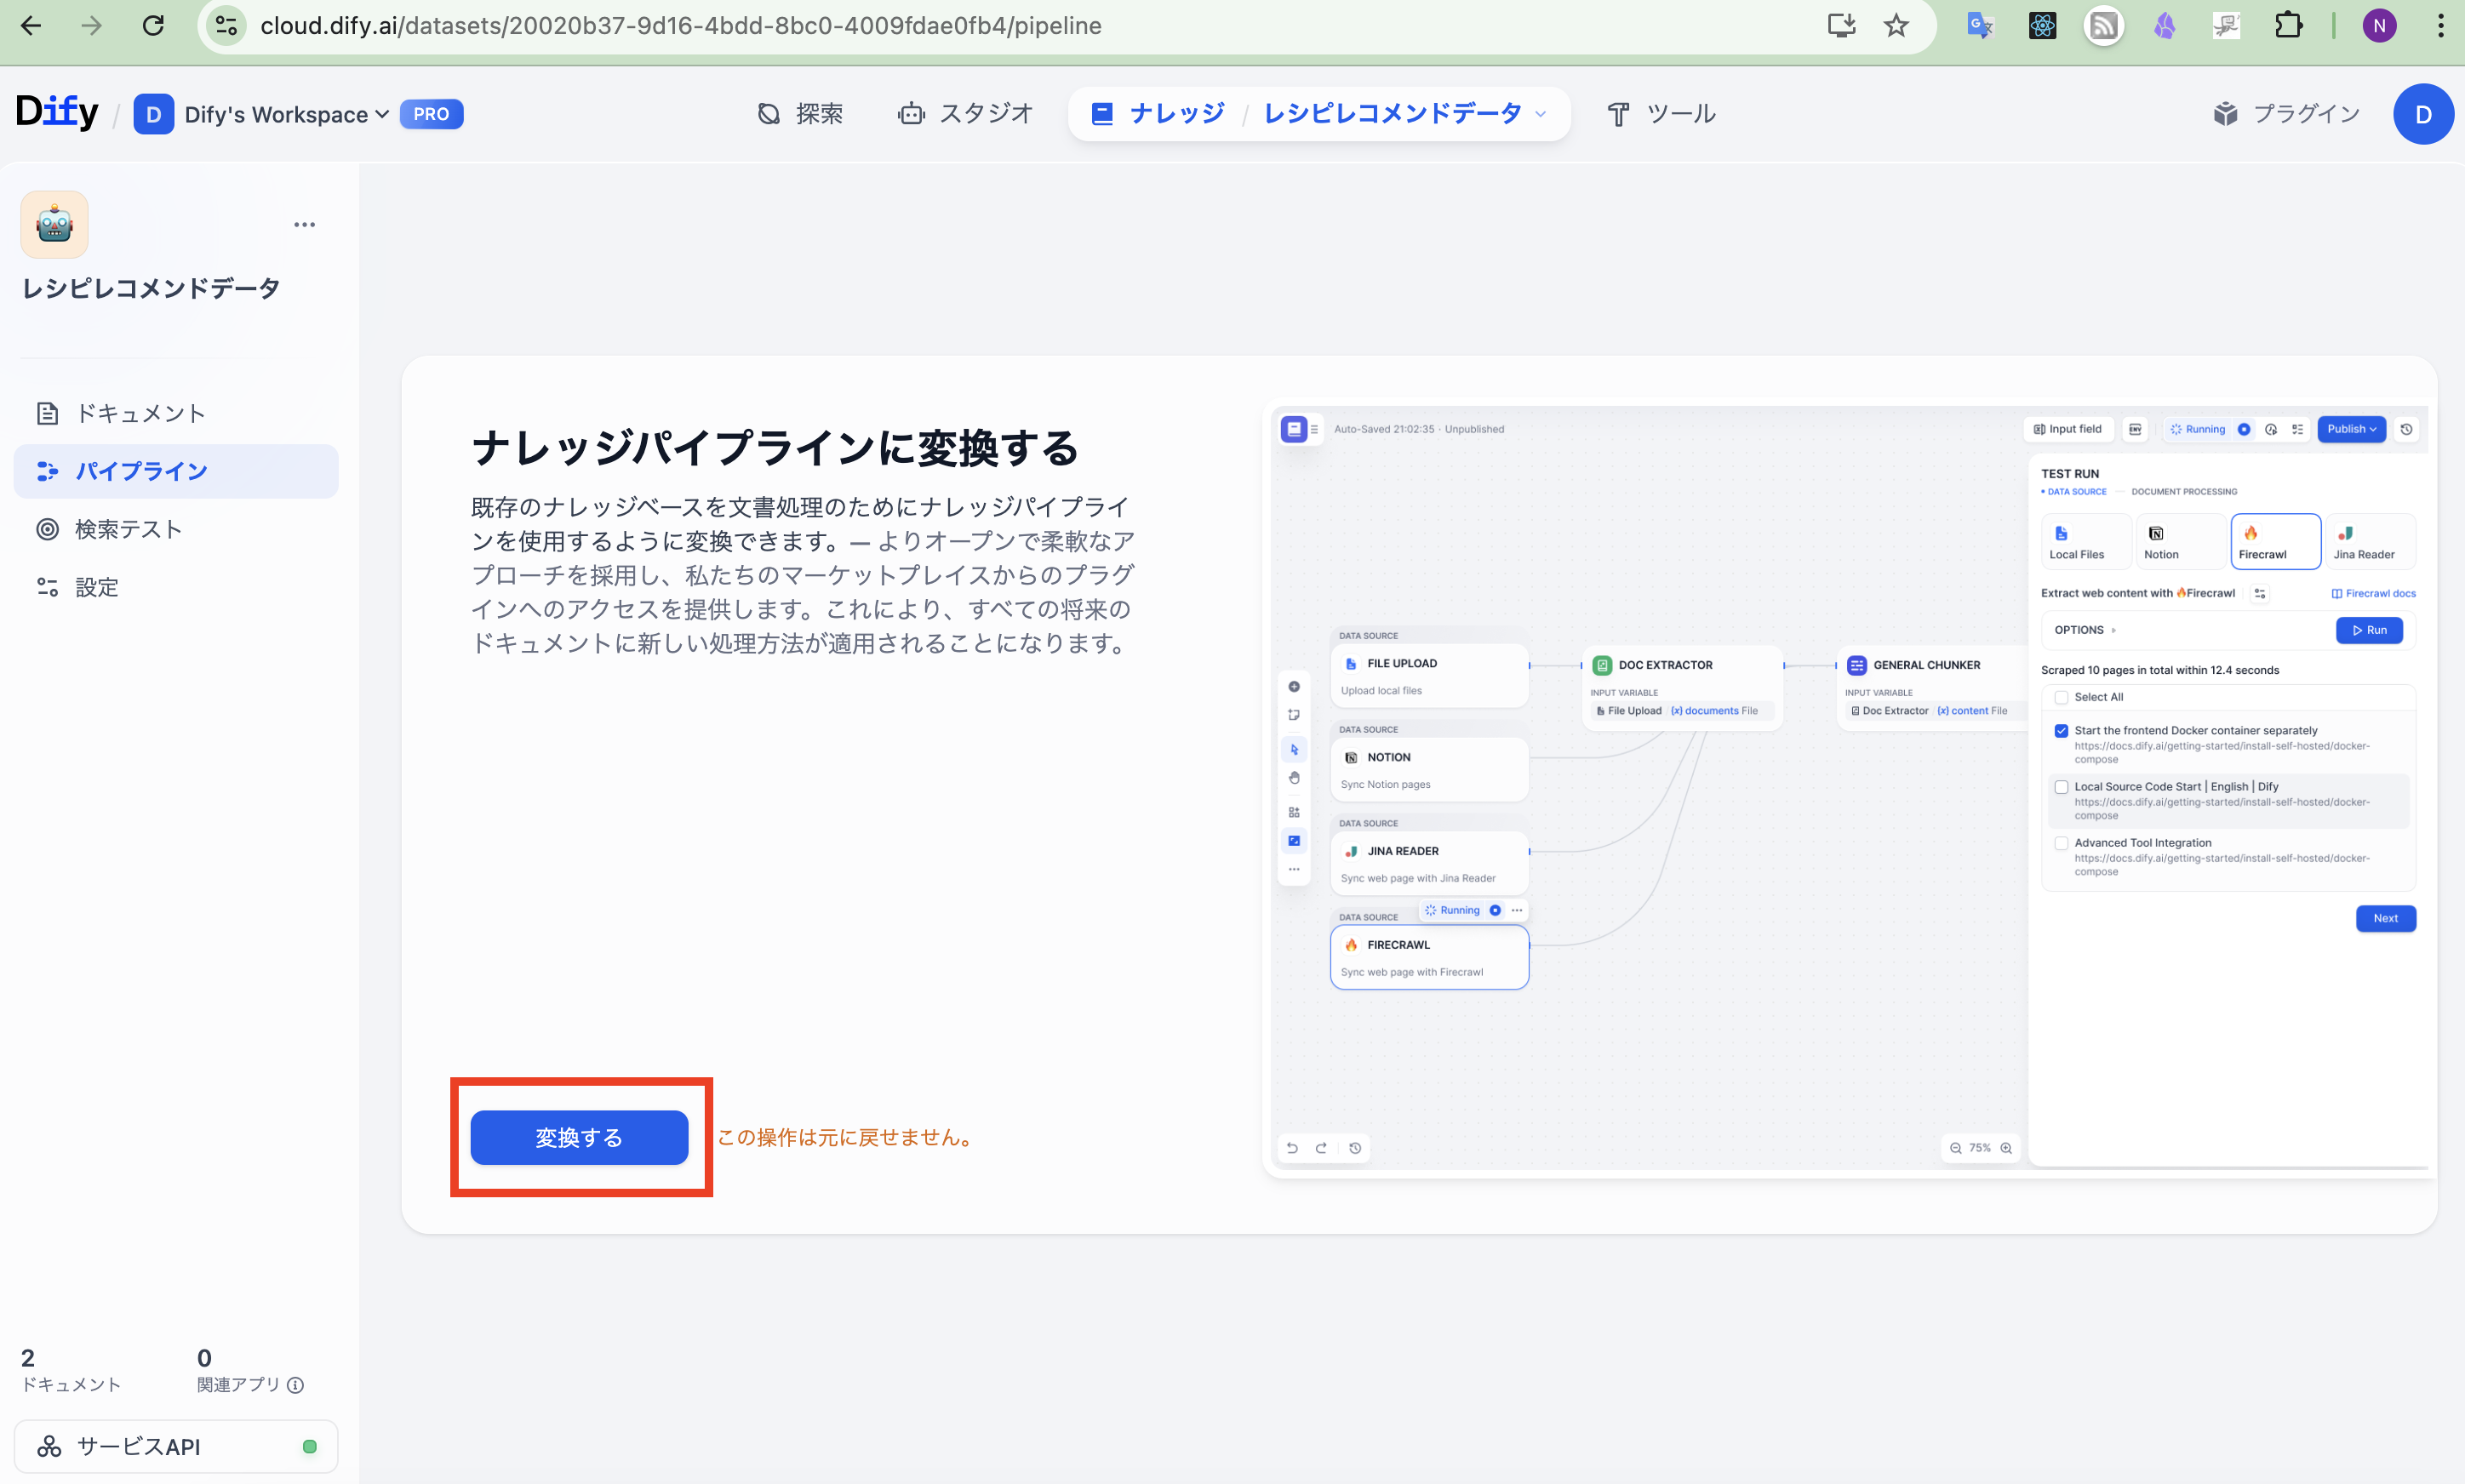 cloud.dify.ai/datasets/20020b37-9d16-4bdd-8bc0-4009fdae0fb4/pipeline
N
Dify / D Dify's Workspace PRO
探索
スタジオ
ナレッジ / レシピレコメンドデータ
ツール
プラグイン
D
レシピレコメンドデータ
ドキュメント
パイプライン
検索テスト
設定
2
ドキュメント
0
関連アプリ
サービスAPI
ナレッジパイプラインに変換する
既存のナレッジベースを文書処理のためにナレッジパイプライ
ンを使用するように変換できます。— よりオープンで柔軟なア
プローチを採用し、私たちのマーケットプレイスからのプラグ
インへのアクセスを提供します。これにより、すべての将来の
ドキュメントに新しい処理方法が適用されることになります。
変換する
この操作は元に戻せません。
Auto-Saved 21:02:35 · Unpublished
Input field
ENV
Running
Publish
DATA SOURCE
FILE UPLOAD
Upload local files
DATA SOURCE
NOTION
Sync Notion pages
DATA SOURCE
JINA READER
Sync web page with Jina Reader
DATA SOURCE
Running
FIRECRAWL
Sync web page with Firecrawl
DOC EXTRACTOR
INPUT VARIABLE
File Upload (x) documents File
GENERAL CHUNKER
INPUT VARIABLE
Doc Extractor (x) content File
75%
TEST RUN
DATA SOURCE — DOCUMENT PROCESSING
Local Files
Notion
Firecrawl
Jina Reader
Extract web content with 🔥Firecrawl
Firecrawl docs
OPTIONS
Run
Scraped 10 pages in total within 12.4 seconds
Select All
Start the frontend Docker container separately
https://docs.dify.ai/getting-started/install-self-hosted/docker-
compose
Local Source Code Start | English | Dify
https://docs.dify.ai/getting-started/install-self-hosted/docker-
compose
Advanced Tool Integration
https://docs.dify.ai/getting-started/install-self-hosted/docker-
compose
Next